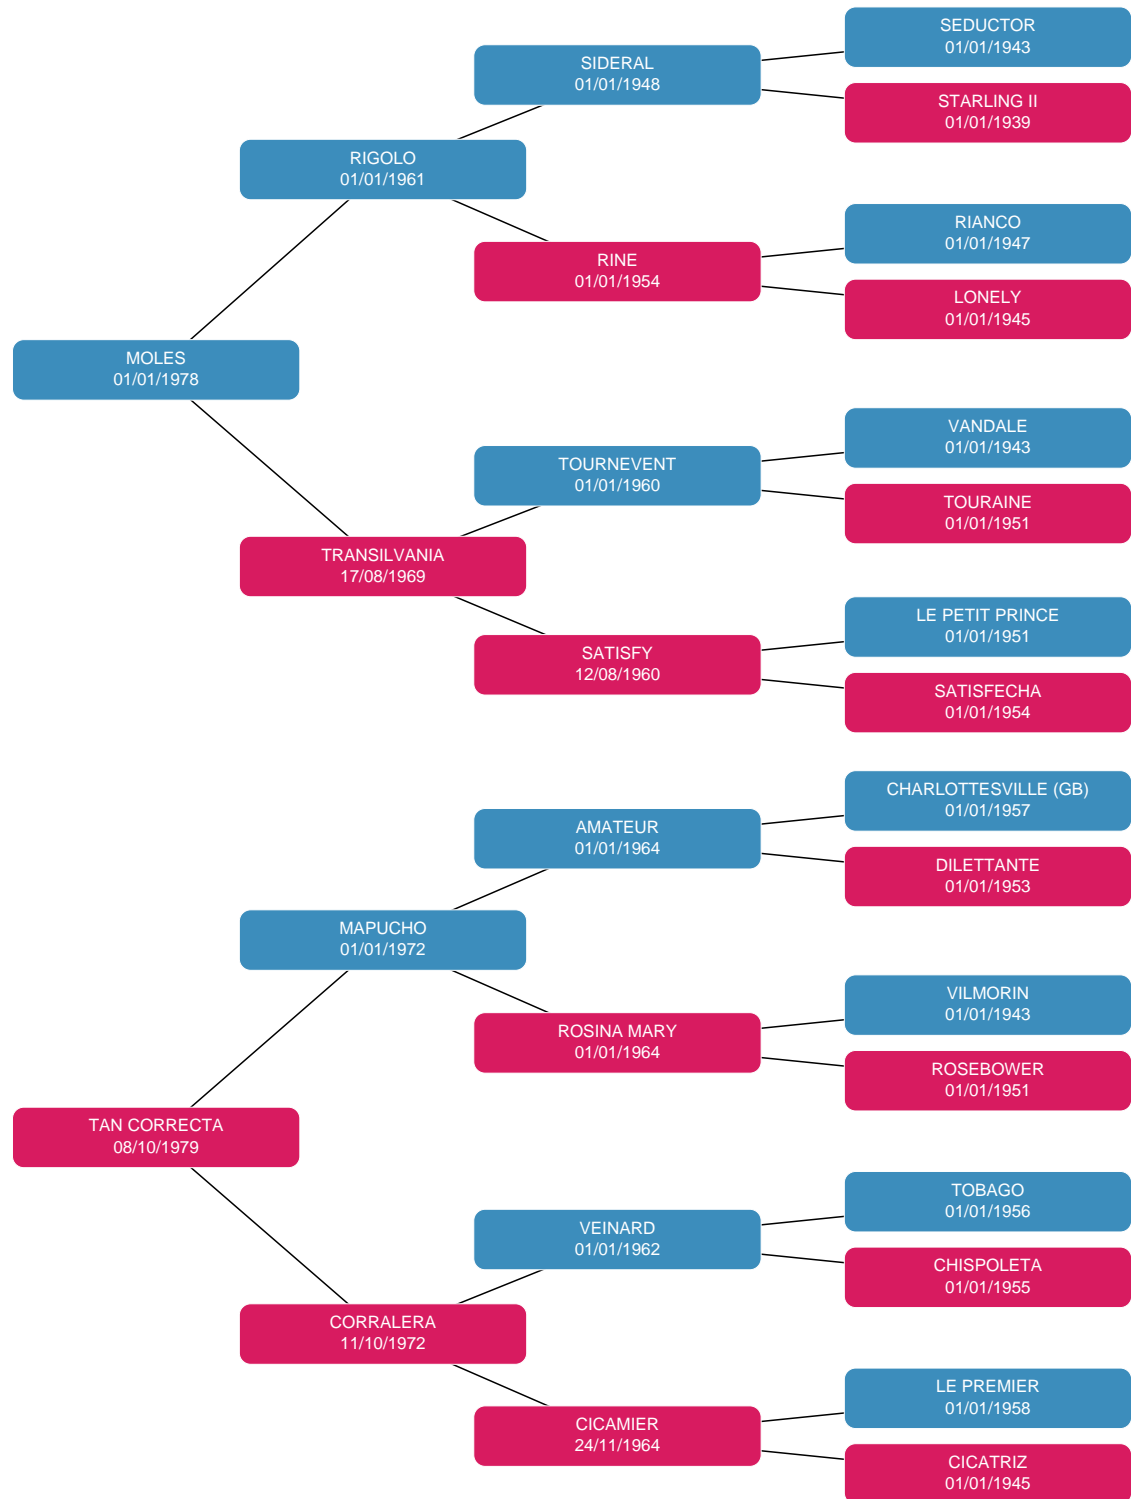 SEDUCTOR
01/01/1943
SIDERAL
01/01/1948
STARLING II
01/01/1939
RIGOLO
01/01/1961
RIANCO
01/01/1947
RINE
01/01/1954
LONELY
01/01/1945
MOLES
01/01/1978
VANDALE
01/01/1943
TOURNEVENT
01/01/1960
TOURAINE
01/01/1951
TRANSILVANIA
17/08/1969
LE PETIT PRINCE
01/01/1951
SATISFY
12/08/1960
SATISFECHA
01/01/1954
CHARLOTTESVILLE (GB)
01/01/1957
AMATEUR
01/01/1964
DILETTANTE
01/01/1953
MAPUCHO
01/01/1972
VILMORIN
01/01/1943
ROSINA MARY
01/01/1964
ROSEBOWER
01/01/1951
TAN CORRECTA
08/10/1979
TOBAGO
01/01/1956
VEINARD
01/01/1962
CHISPOLETA
01/01/1955
CORRALERA
11/10/1972
LE PREMIER
01/01/1958
CICAMIER
24/11/1964
CICATRIZ
01/01/1945